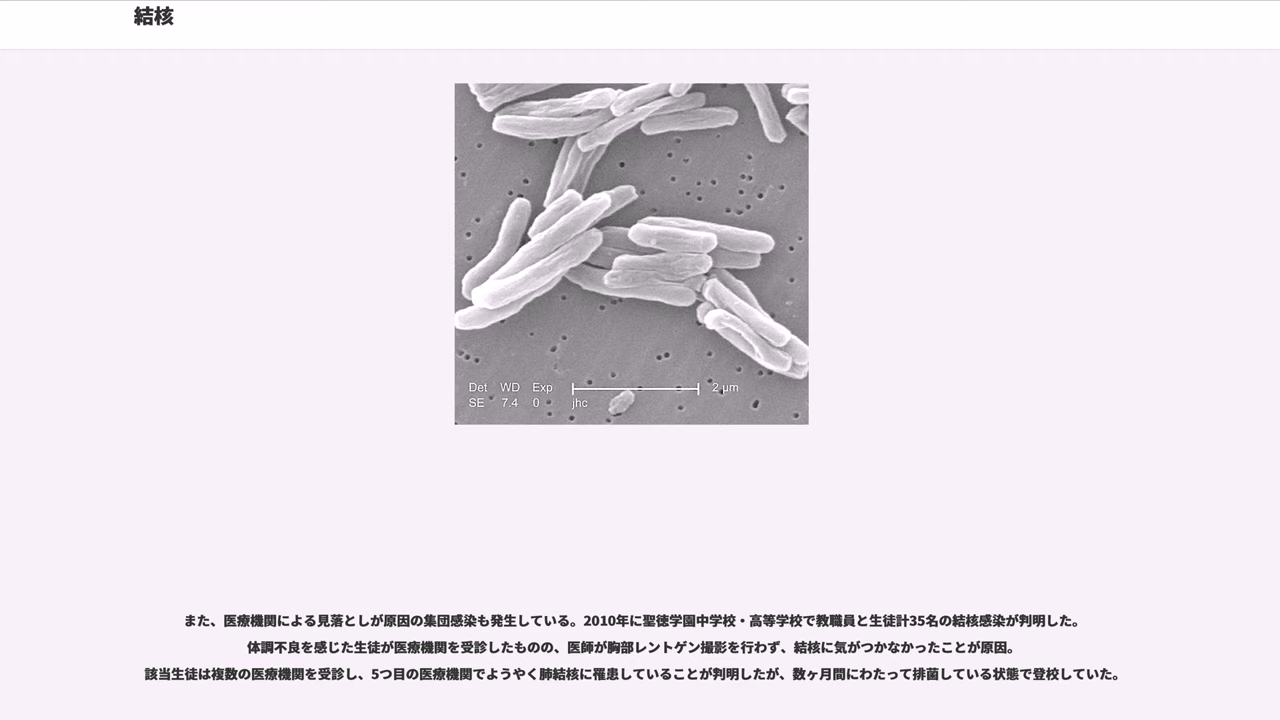 結核
Det WD Exp 2 µm
SE 7.4 0 jhc
また、医療機関による見落としが原因の集団感染も発生している。2010年に聖徳学園中学校・高等学校で教職員と生徒計35名の結核感染が判明した。
体調不良を感じた生徒が医療機関を受診したものの、医師が胸部レントゲン撮影を行わず、結核に気がつかなかったことが原因。
該当生徒は複数の医療機関を受診し、5つ目の医療機関でようやく肺結核に罹患していることが判明したが、数ヶ月間にわたって排菌している状態で登校していた。